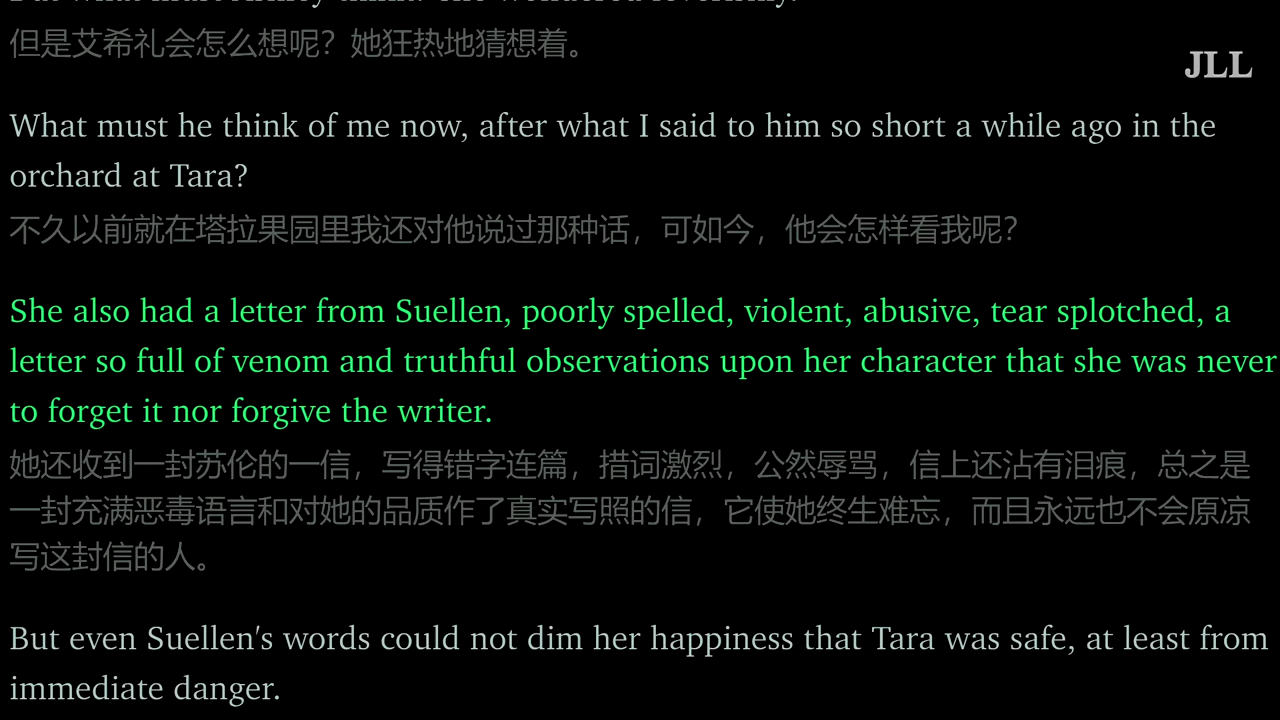 但是艾希礼会怎么想呢？她狂热地猜想着。
JLL
What must he think of me now, after what I said to him so short a while ago in the
orchard at Tara?
不久以前就在塔拉果园里我还对他说过那种话，可如今，他会怎样看我呢？
She also had a letter from Suellen, poorly spelled, violent, abusive, tear splotched, a
letter so full of venom and truthful observations upon her character that she was never
to forget it nor forgive the writer.
她还收到一封苏伦的一信，写得错字连篇，措词激烈，公然辱骂，信上还沾有泪痕，总之是
一封充满恶毒语言和对她的品质作了真实写照的信，它使她终生难忘，而且永远也不会原凉
写这封信的人。
But even Suellen's words could not dim her happiness that Tara was safe, at least from
immediate danger.